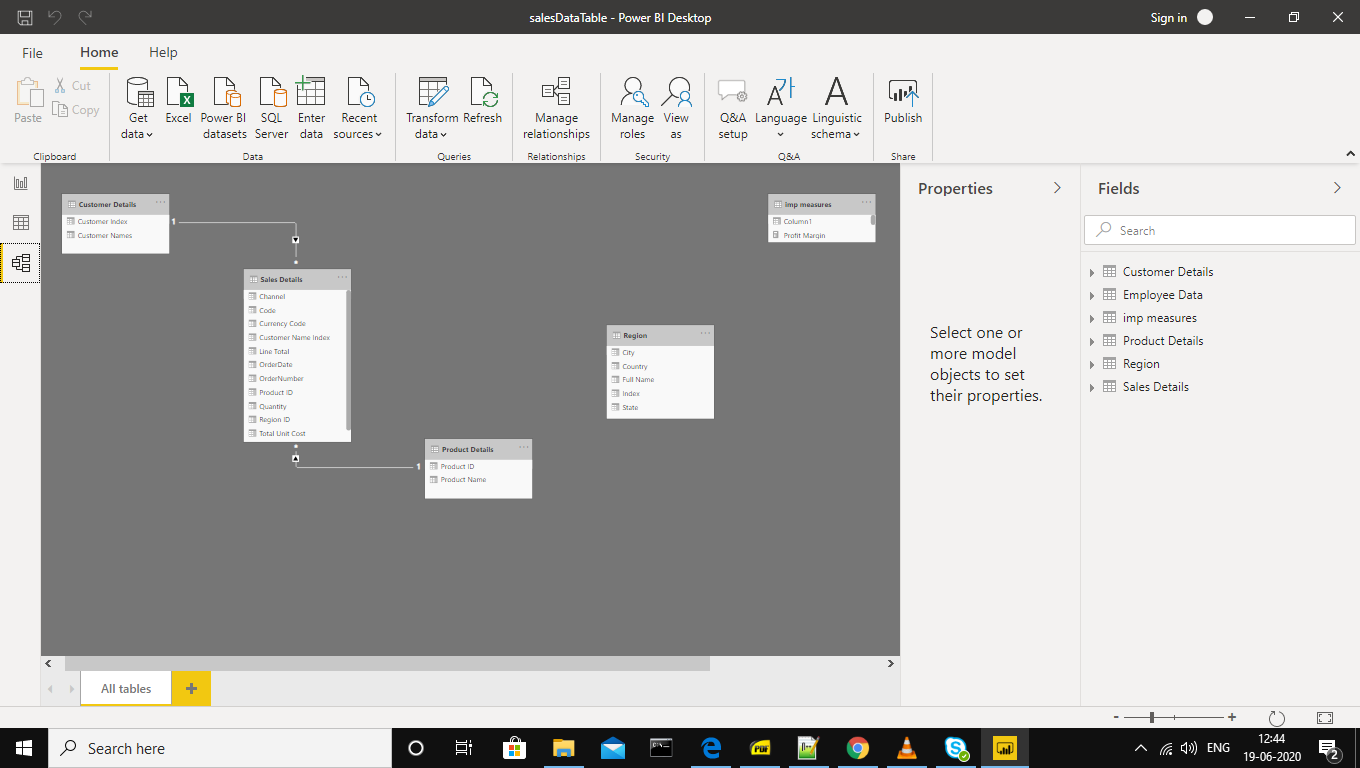 salesDataTable - Power BI Desktop
Sign in
File Home Help
Paste
Cut
Copy
Get data
Excel
Power BI datasets
SQL Server
Enter data
Recent sources
Transform data
Refresh
Manage relationships
Manage roles
View as
Q&A setup
Language
Linguistic schema
Publish
Clipboard
Data
Queries
Relationships
Security
Q&A
Share
Customer Details
Customer Index
Customer Names
1
Sales Details
Channel
Code
Currency Code
Customer Name Index
Line Total
OrderDate
OrderNumber
Product ID
Quantity
Region ID
Total Unit Cost
1
Product Details
Product ID
Product Name
Region
City
Country
Full Name
Index
State
imp measures
Column1
Profit Margin
Properties
Select one or
more model
objects to set
their properties.
Fields
Search
Customer Details
Employee Data
imp measures
Product Details
Region
Sales Details
All tables
+
- +
Search here
PDF
ENG
12:44
19-06-2020
2